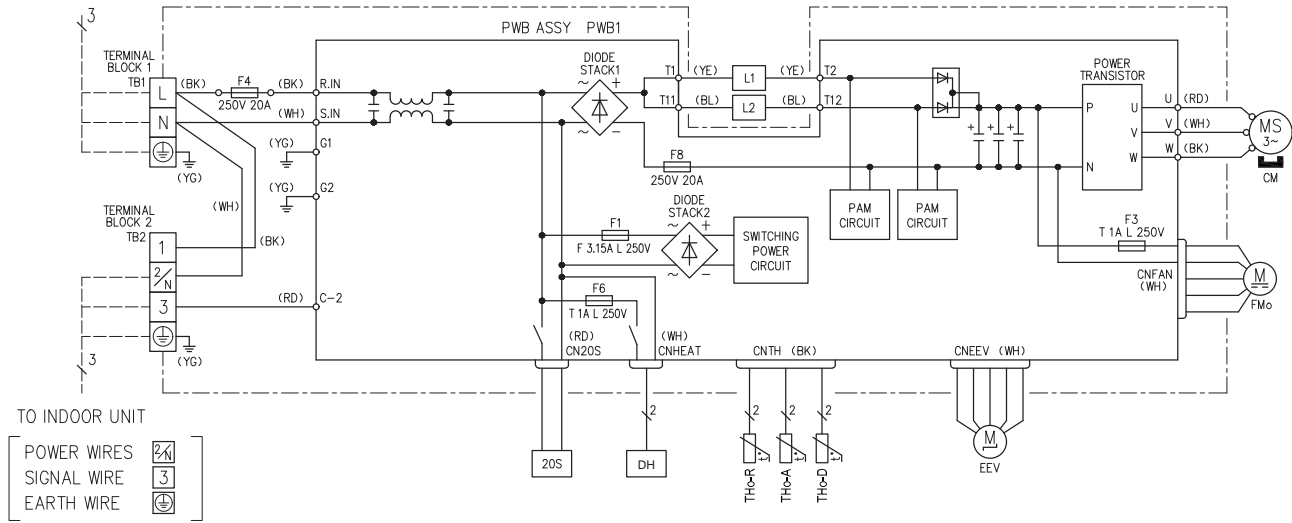 3
PWB ASSY PWB1
TERMINAL
BLOCK 1
TB1
L
N
(BK)
F4
250V 20A
(BK)
R.IN
(WH)
S.IN
(YG)
G1
(YG)
(YG)
G2
DIODE
STACK1
~
+
~
−
T1
(YE)
L1
(YE)
T2
T11
(BL)
L2
(BL)
T12
F8
250V 20A
+
+
+
POWER
TRANSISTOR
P
U
V
N
W
U
(RD)
V
(WH)
W
(BK)
MS
3~
CM
PAM
CIRCUIT
PAM
CIRCUIT
TERMINAL
BLOCK 2
TB2
1
2/N
3
(WH)
(BK)
(RD)
C-2
(YG)
3
F1
F 3.15A L 250V
DIODE
STACK2
~
+
~
−
SWITCHING
POWER
CIRCUIT
F6
T 1A L 250V
F3
T 1A L 250V
CNFAN
(WH)
M
FMo
(RD)
CN20S
(WH)
CNHEAT
CNTH (BK)
CNEEV (WH)
20S
2
DH
2
2
2
t°
t°
t°
THo-R
THo-A
THo-D
M
EEV
TO INDOOR UNIT
POWER WIRES 2/N
SIGNAL WIRE 3
EARTH WIRE